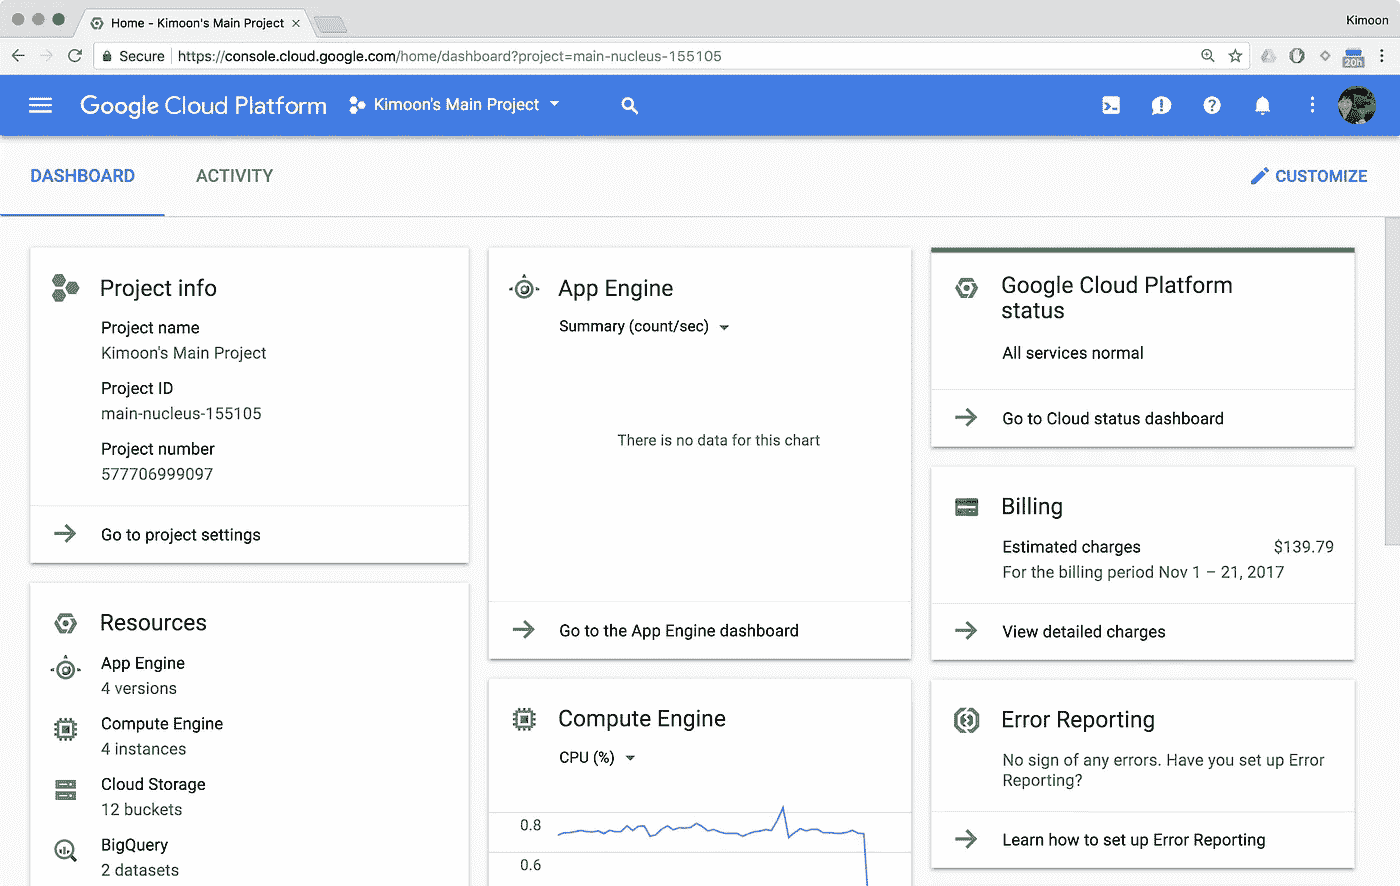 Home - Kimoon's Main Project
Kimoon
Secure
https://console.cloud.google.com/home/dashboard?project=main-nucleus-155105
20h
Google Cloud Platform
Kimoon's Main Project
DASHBOARD
ACTIVITY
CUSTOMIZE
Project info
Project name
Kimoon's Main Project
Project ID
main-nucleus-155105
Project number
577706999097
Go to project settings
Resources
App Engine
4 versions
Compute Engine
4 instances
Cloud Storage
12 buckets
BigQuery
2 datasets
App Engine
Summary (count/sec)
There is no data for this chart
Go to the App Engine dashboard
Compute Engine
CPU (%)
0.8
0.6
Google Cloud Platform
status
All services normal
Go to Cloud status dashboard
Billing
Estimated charges
$139.79
For the billing period Nov 1 – 21, 2017
View detailed charges
Error Reporting
No sign of any errors. Have you set up Error
Reporting?
Learn how to set up Error Reporting